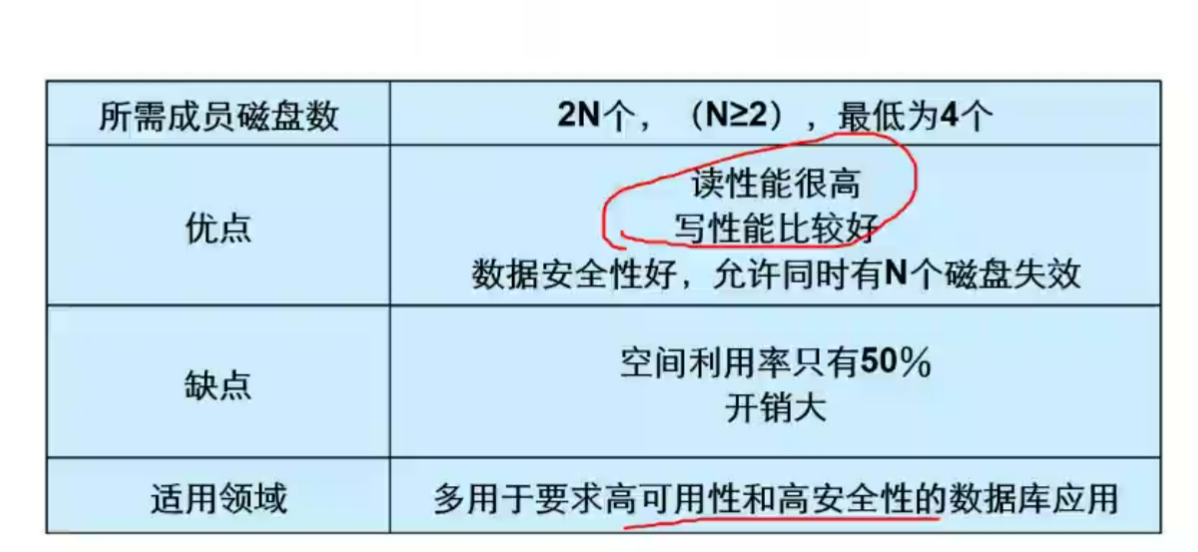 所需成员磁盘数
2N个，（N≥2），最低为4个
优点
读性能很高
写性能比较好
数据安全性好，允许同时有N个磁盘失效
缺点
空间利用率只有50%
开销大
适用领域
多用于要求高可用性和高安全性的数据库应用